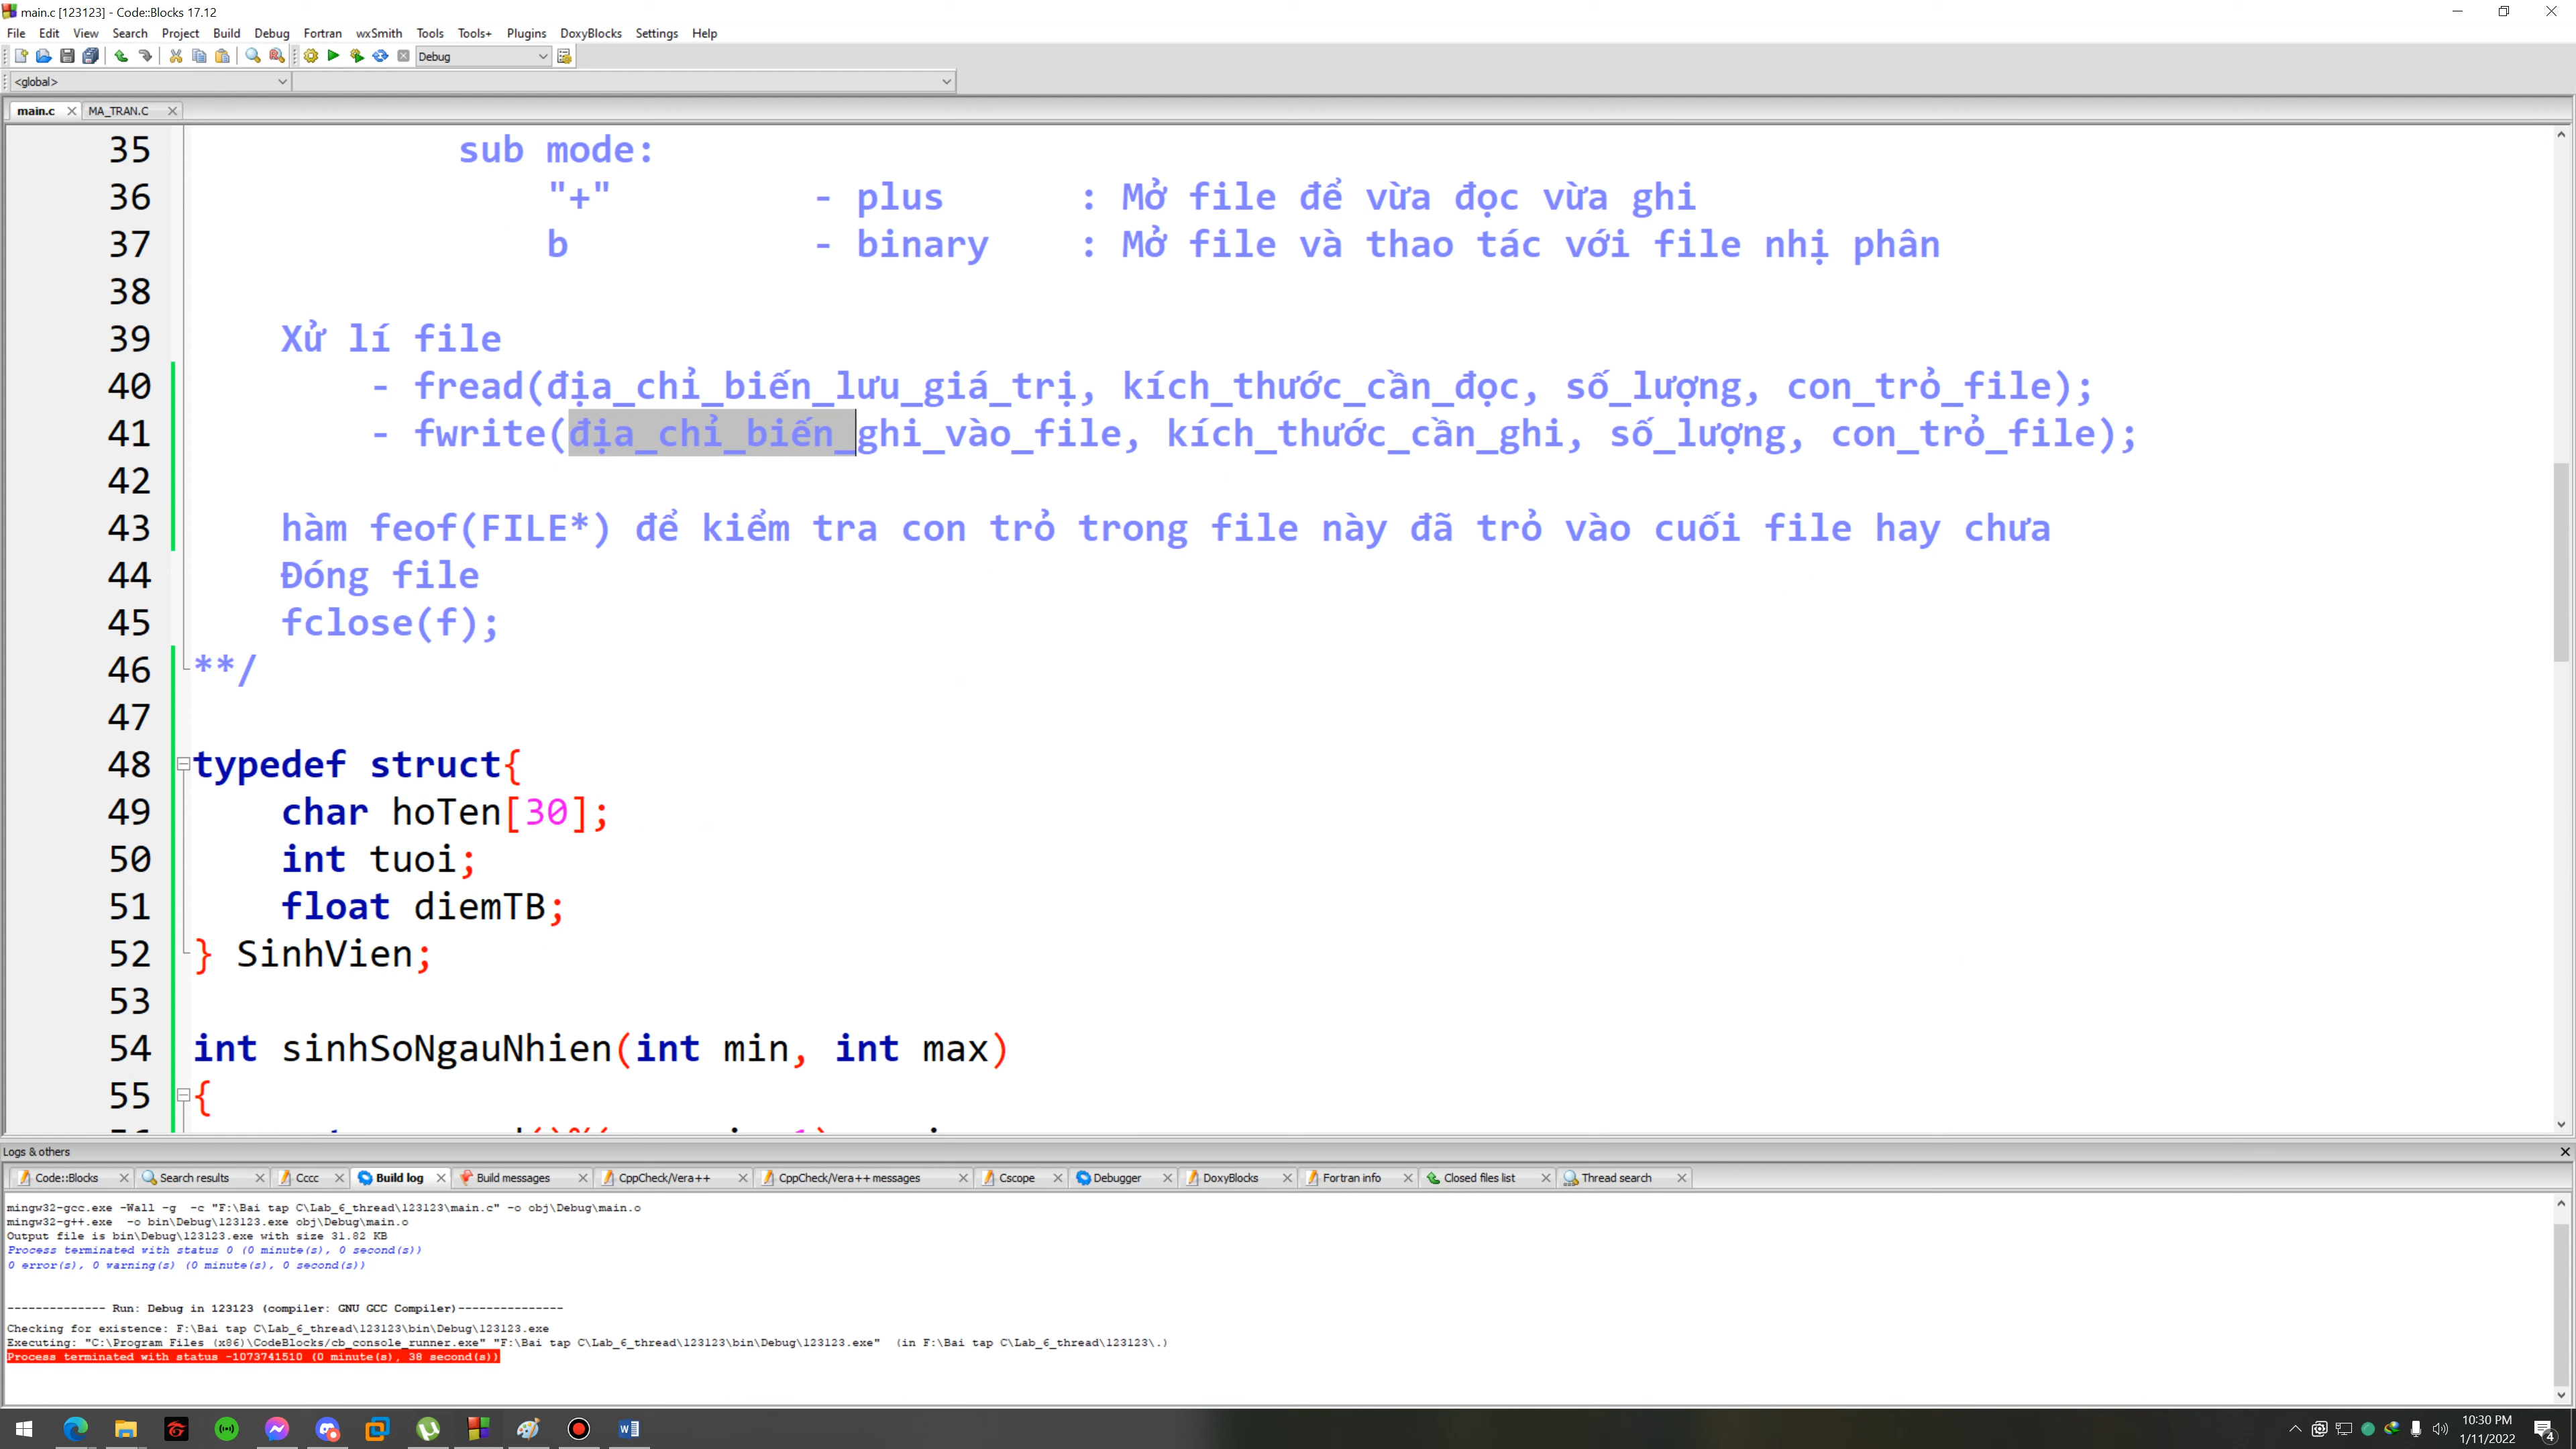 main.c [123123] - Code::Blocks 17.12
File Edit View Search Project Build Debug Fortran wxSmith Tools Tools+ Plugins DoxyBlocks Settings Help
Debug
<global>
main.c MA_TRAN.C
35 sub mode:
36 "+" - plus : Mở file để vừa đọc vừa ghi
37 b - binary : Mở file và thao tác với file nhị phân
38
39 Xử lí file
40 - fread(địa_chỉ_biến_lưu_giá_trị, kích_thước_cần_đọc, số_lượng, con_trỏ_file);
41 - fwrite(địa_chỉ_biến_ghi_vào_file, kích_thước_cần_ghi, số_lượng, con_trỏ_file);
42
43 hàm feof(FILE*) để kiểm tra con trỏ trong file này đã trỏ vào cuối file hay chưa
44 Đóng file
45 fclose(f);
46 **/
47
48 typedef struct{
49 char hoTen[30];
50 int tuoi;
51 float diemTB;
52 } SinhVien;
53
54 int sinhSoNgauNhien(int min, int max)
55 {
Logs & others
Code::Blocks Search results Cccc Build log Build messages CppCheck/Vera++ CppCheck/Vera++ messages Cscope Debugger DoxyBlocks Fortran info Closed files list Thread search
mingw32-gcc.exe -Wall -g -c "F:\Bai tap C\Lab_6_thread\123123\main.c" -o obj\Debug\main.o
mingw32-g++.exe -o bin\Debug\123123.exe obj\Debug\main.o
Output file is bin\Debug\123123.exe with size 31.82 KB
Process terminated with status 0 (0 minute(s), 0 second(s))
0 error(s), 0 warning(s) (0 minute(s), 0 second(s))
-------------- Run: Debug in 123123 (compiler: GNU GCC Compiler)---------------
Checking for existence: F:\Bai tap C\Lab_6_thread\123123\bin\Debug\123123.exe
Executing: "C:\Program Files (x86)\CodeBlocks/cb_console_runner.exe" "F:\Bai tap C\Lab_6_thread\123123\bin\Debug\123123.exe" (in F:\Bai tap C\Lab_6_thread\123123\.)
Process terminated with status -1073741510 (0 minute(s), 38 second(s))
10:30 PM
1/11/2022
4